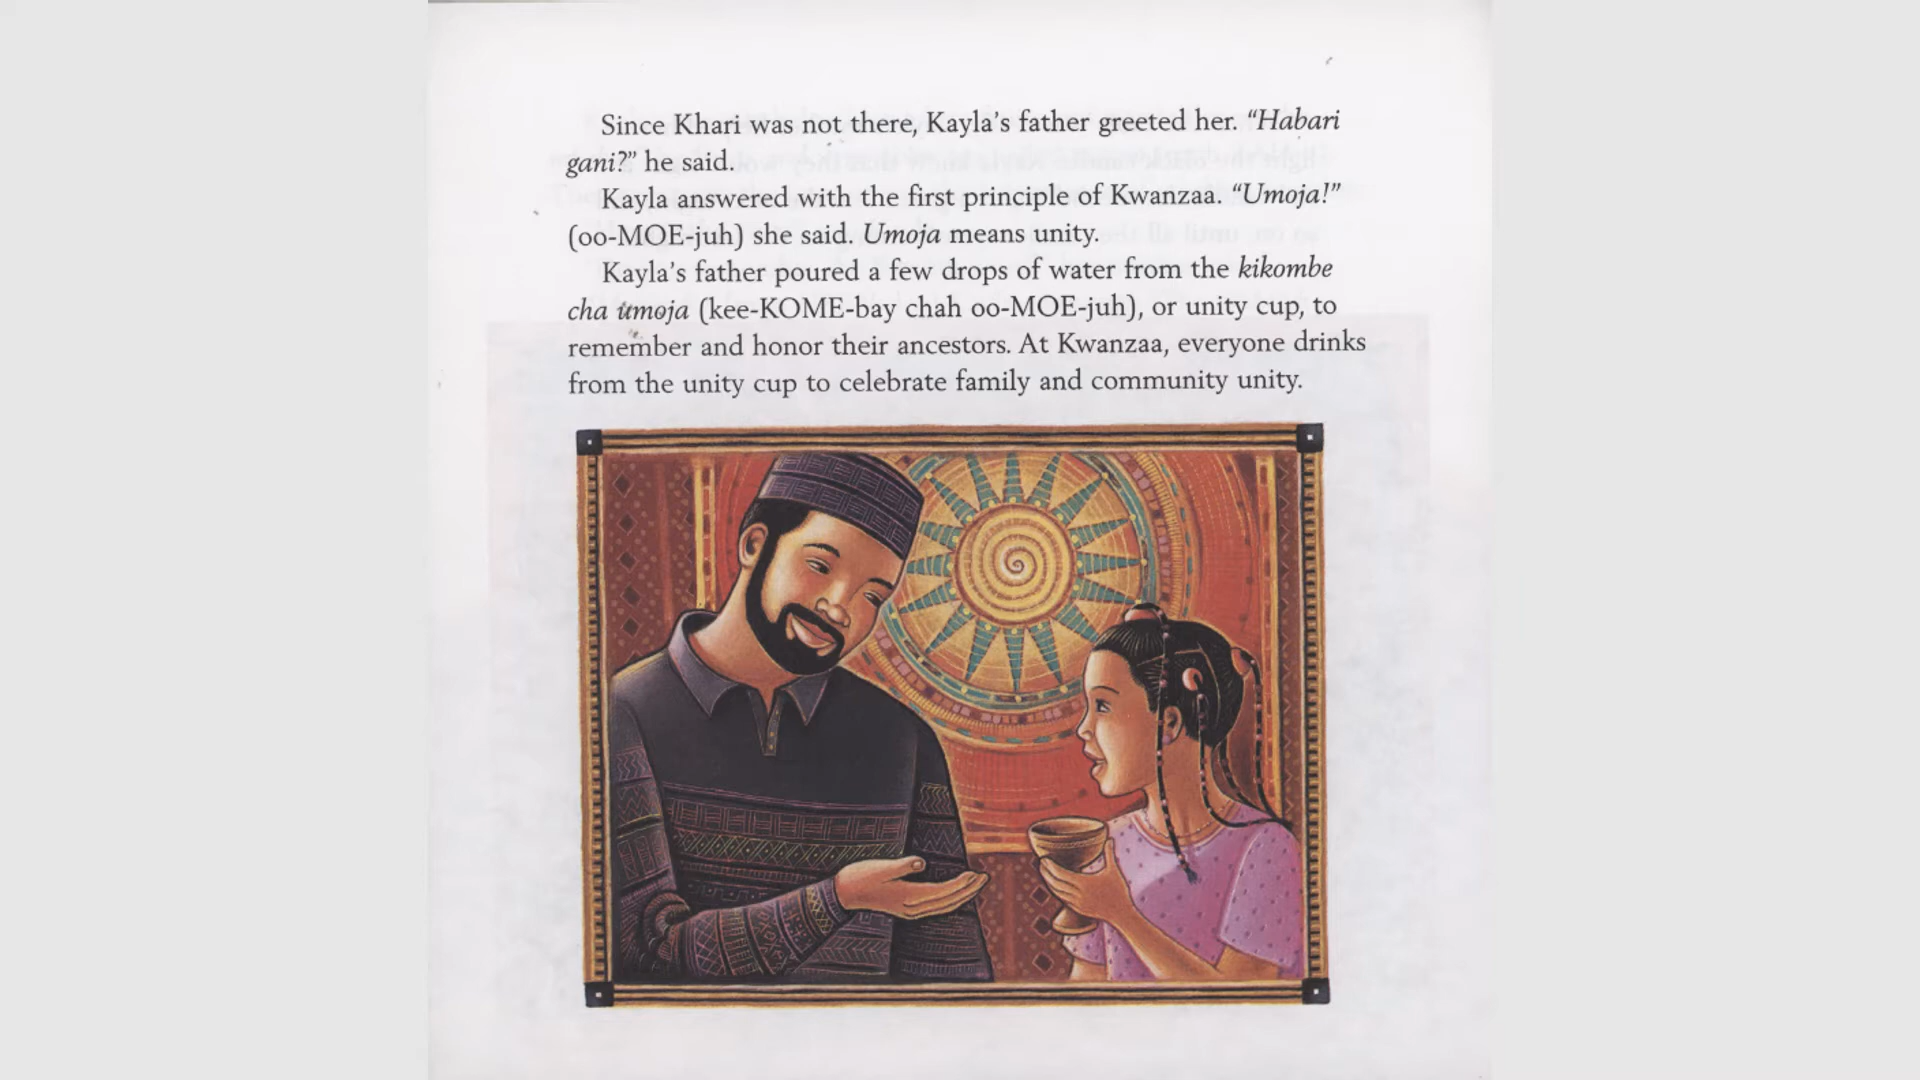 Since Khari was not there, Kayla’s father greeted her. “Habari
gani?” he said.
Kayla answered with the first principle of Kwanzaa. “Umoja!”
(oo-MOE-juh) she said. Umoja means unity.
Kayla’s father poured a few drops of water from the kikombe
cha umoja (kee-KOME-bay chah oo-MOE-juh), or unity cup, to
remember and honor their ancestors. At Kwanzaa, everyone drinks
from the unity cup to celebrate family and community unity.